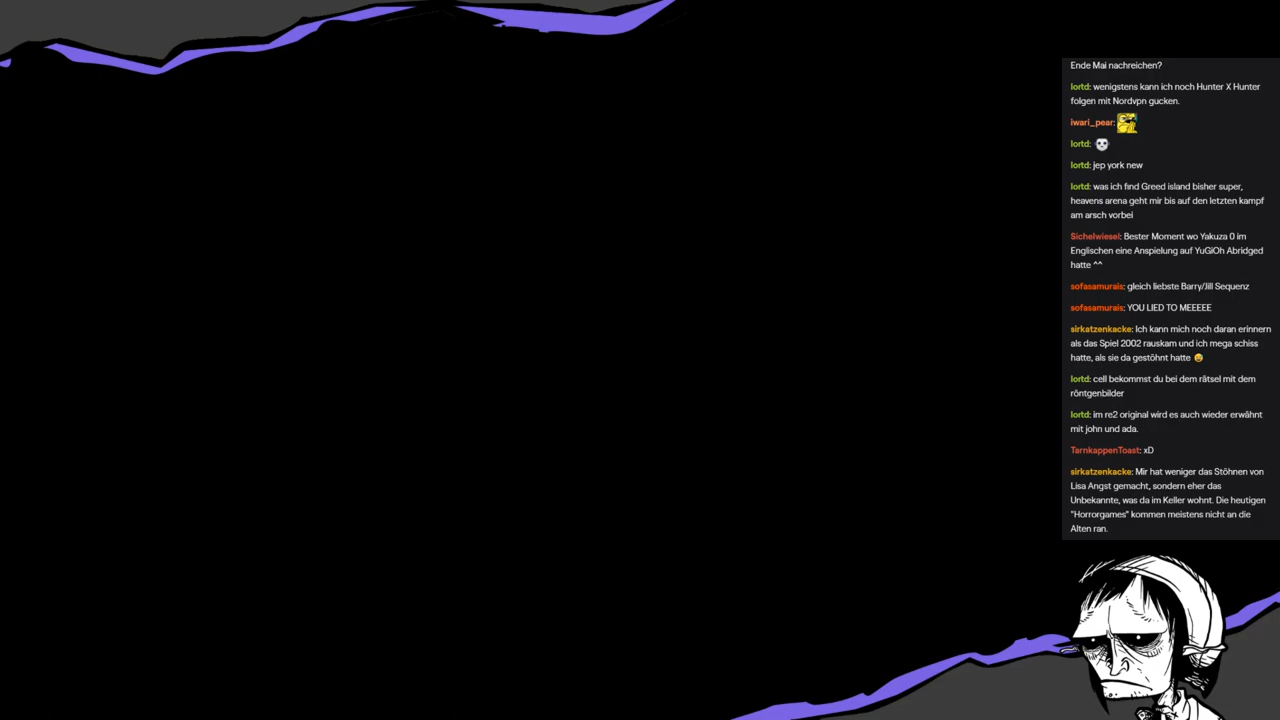 Ende Mai nachreichen?
lortd: wenigstens kann ich noch Hunter X Hunter
folgen mit Nordvpn gucken.
iwari_pear:
lortd:
lortd: jep york new
lortd: was ich find Greed island bisher super,
heavens arena geht mir bis auf den letzten kampf
am arsch vorbei
Sichelwiesel: Bester Moment wo Yakuza 0 im
Englischen eine Anspielung auf YuGiOh Abridged
hatte ^^
sofasamurais: gleich liebste Barry/Jill Sequenz
sofasamurais: YOU LIED TO MEEEEE
sirkatzenkacke: Ich kann mich noch daran erinnern
als das Spiel 2002 rauskam und ich mega schiss
hatte, als sie da gestöhnt hatte 😩
lortd: cell bekommst du bei dem rätsel mit dem
röntgenbilder
lortd: im re2 original wird es auch wieder erwähnt
mit john und ada.
TarnkappenToast: xD
sirkatzenkacke: Mir hat weniger das Stöhnen von
Lisa Angst gemacht, sondern eher das
Unbekannte, was da im Keller wohnt. Die heutigen
"Horrorgames" kommen meistens nicht an die
Alten ran.